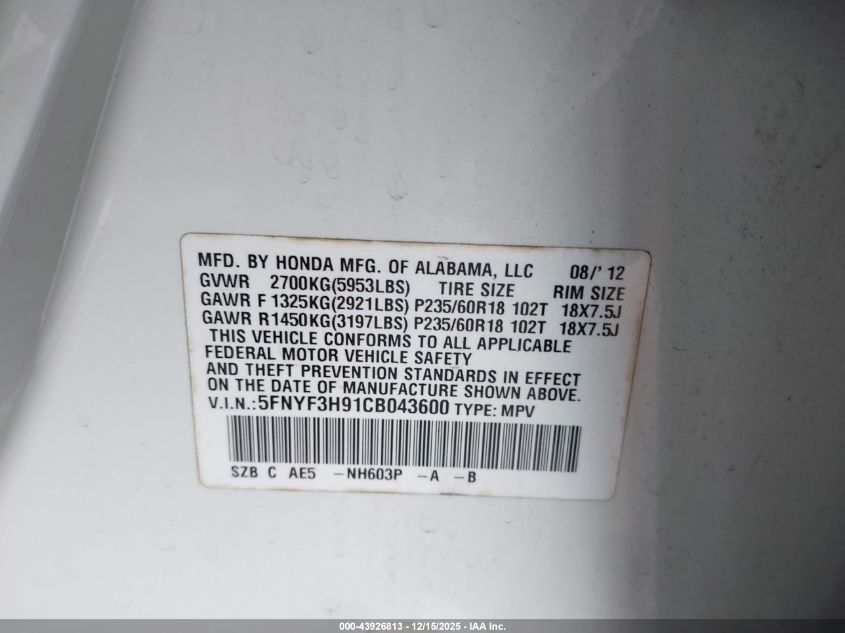 MFD. BY HONDA MFG. OF ALABAMA, LLC 08/' 12
GVWR 2700KG(5953LBS) TIRE SIZE RIM SIZE
GAWR F 1325KG(2921LBS) P235/60R18 102T 18X7.5J
GAWR R1450KG(3197LBS) P235/60R18 102T 18X7.5J
THIS VEHICLE CONFORMS TO ALL APPLICABLE
FEDERAL MOTOR VEHICLE SAFETY
AND THEFT PREVENTION STANDARDS IN EFFECT
ON THE DATE OF MANUFACTURE SHOWN ABOVE.
V.I.N.:5FNYF3H91CB043600 TYPE: MPV
SZB C AE5 -NH603P -A -B
000-43926813 - 12/15/2025 - IAA Inc.